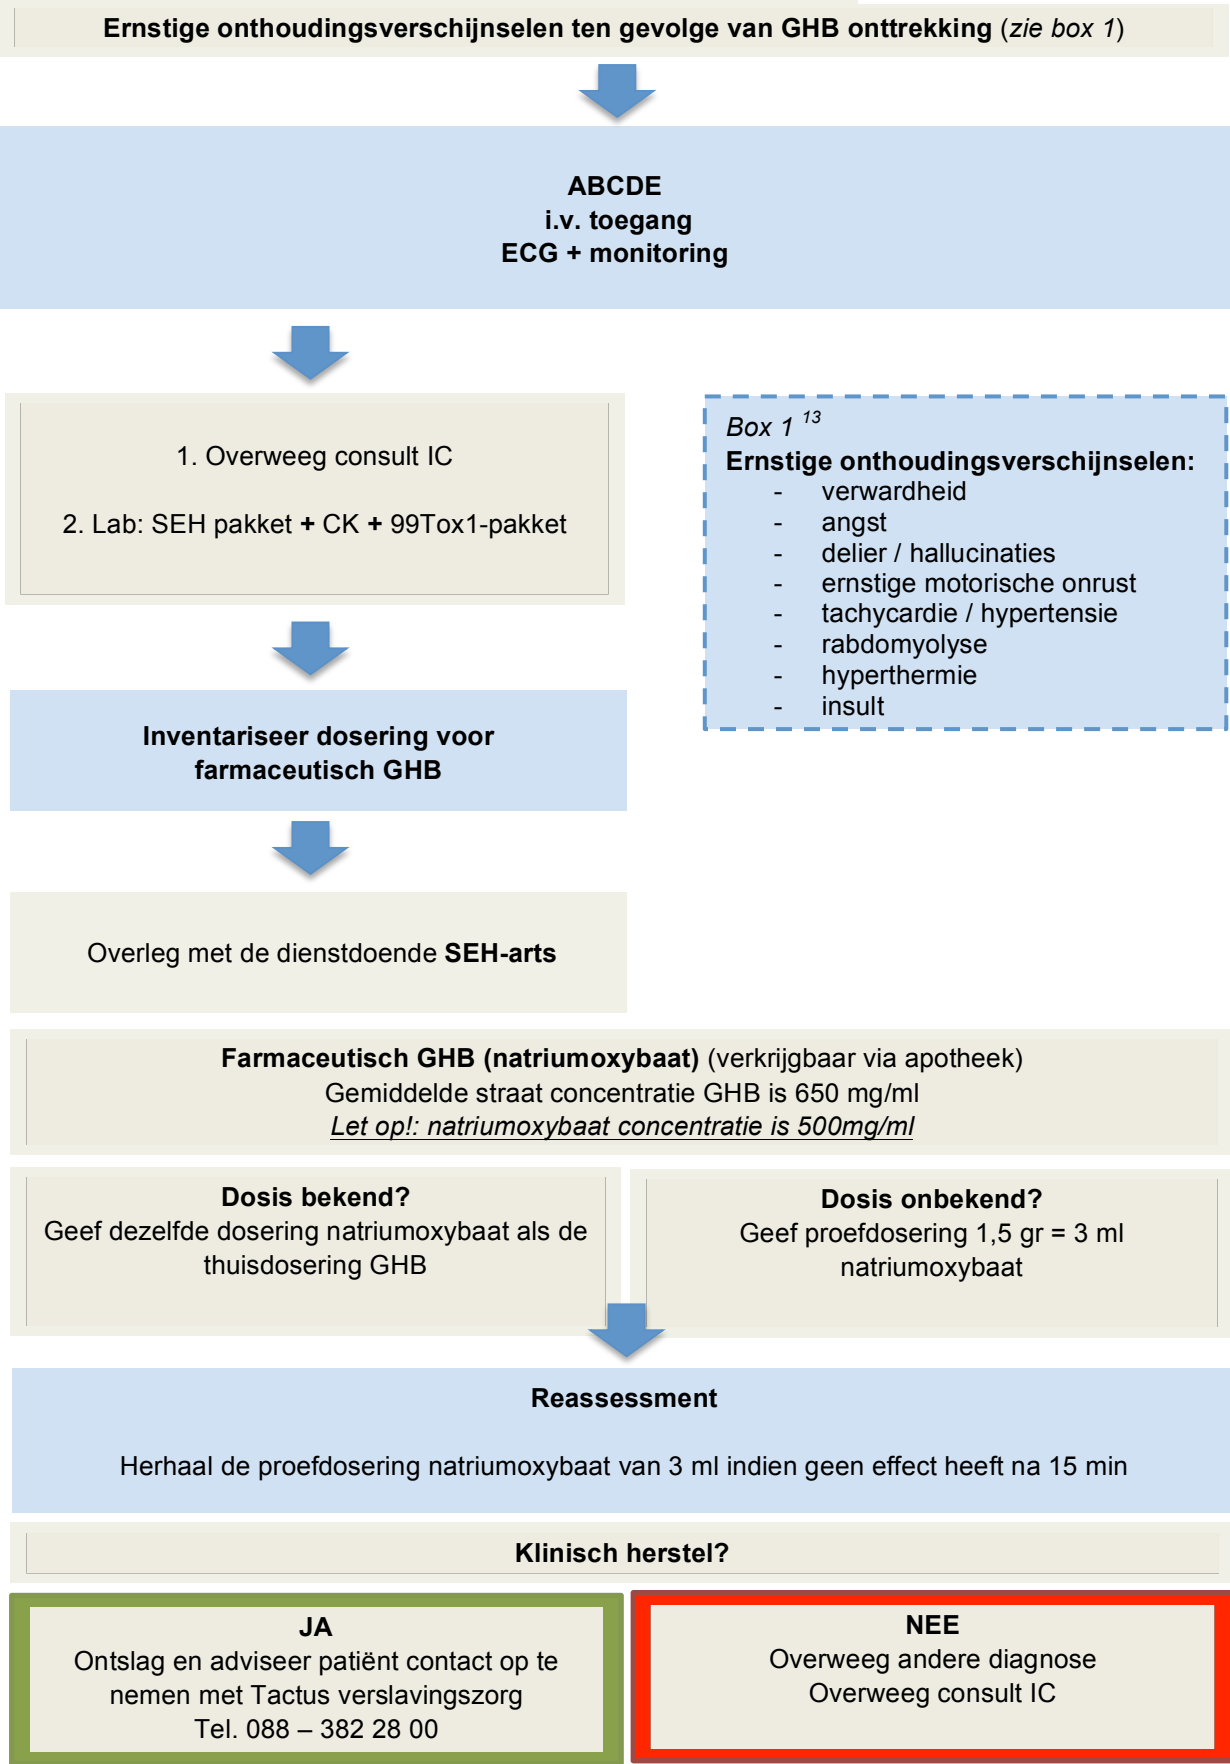 Ernstige onthoudingsverschijnselen ten gevolge van GHB onttrekking (zie box 1)
ABCDE
i.v. toegang
ECG + monitoring
1. Overweeg consult IC
2. Lab: SEH pakket + CK + 99Tox1-pakket
Box 1 13
Ernstige onthoudingsverschijnselen:
- verwardheid
- angst
- delier / hallucinaties
- ernstige motorische onrust
- tachycardie / hypertensie
- rabdomyolyse
- hyperthermie
- insult
Inventariseer dosering voor
farmaceutisch GHB
Overleg met de dienstdoende SEH-arts
Farmaceutisch GHB (natriumoxybaat) (verkrijgbaar via apotheek)
Gemiddelde straat concentratie GHB is 650 mg/ml
Let op!: natriumoxybaat concentratie is 500mg/ml
Dosis bekend?
Geef dezelfde dosering natriumoxybaat als de
thuisdosering GHB
Dosis onbekend?
Geef proefdosering 1,5 gr = 3 ml
natriumoxybaat
Reassessment
Herhaal de proefdosering natriumoxybaat van 3 ml indien geen effect heeft na 15 min
Klinisch herstel?
JA
Ontslag en adviseer patiënt contact op te
nemen met Tactus verslavingszorg
Tel. 088 – 382 28 00
NEE
Overweeg andere diagnose
Overweeg consult IC